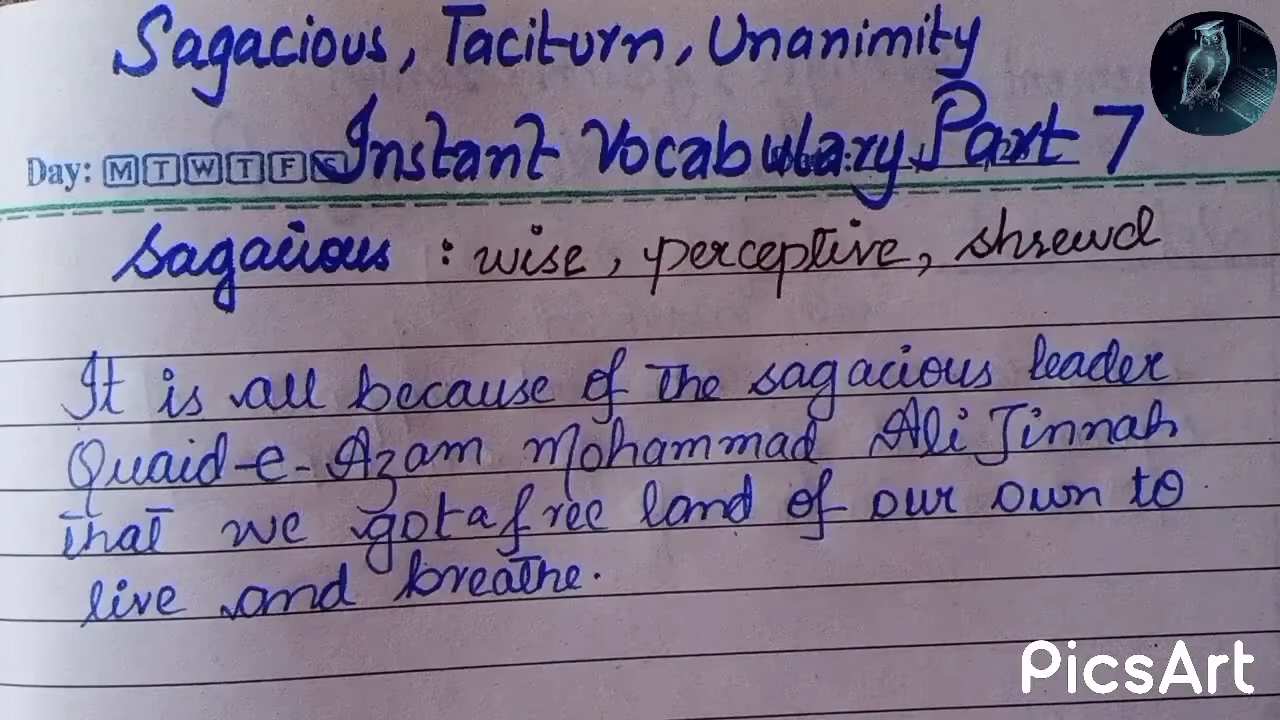 Sagacious, Taciturn, Unanimity
Instant Vocabulary Part 7
Day: M T W T F S
sagacious : wise, perceptive, shrewd
It is all because of the sagacious leader
Quaid-e-Azam Mohammad Ali Jinnah
that we got a free land of our own to
live and breathe.
PicsArt